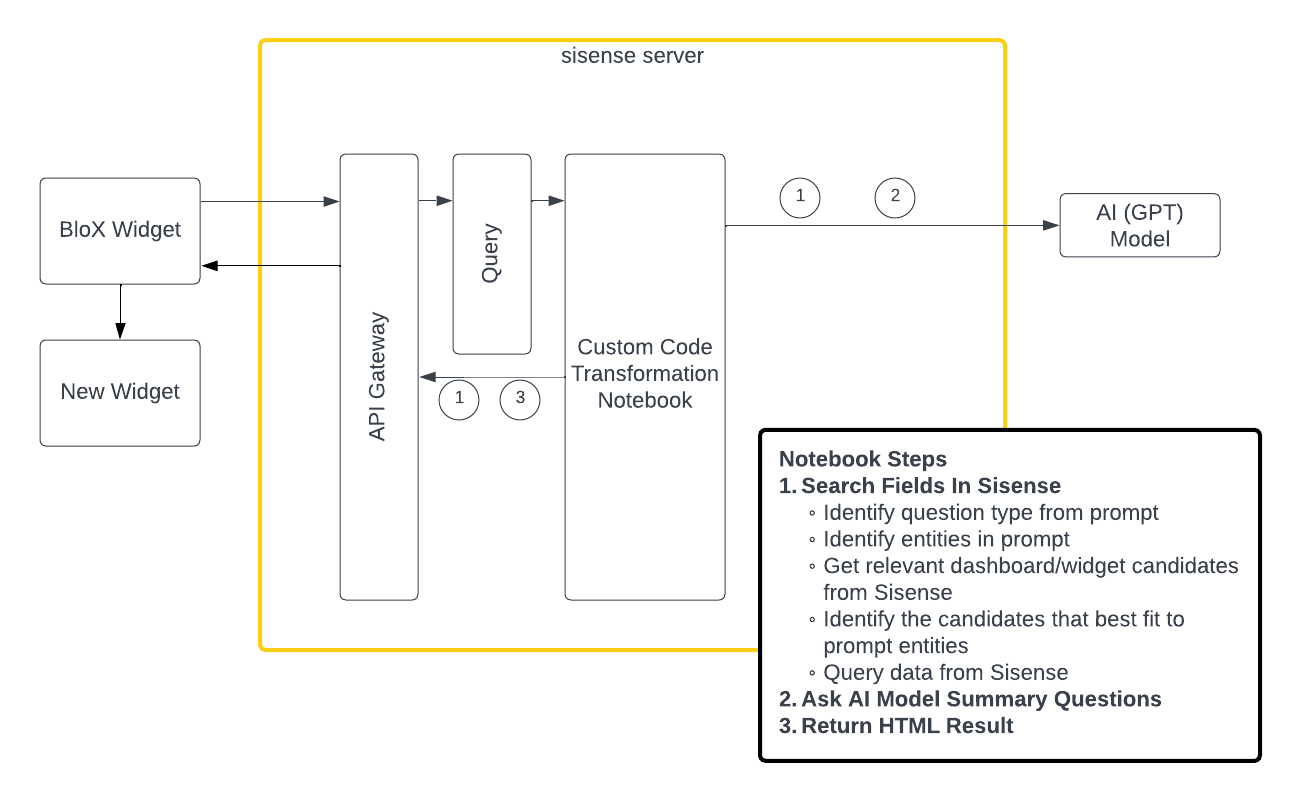 sisense server
BloX Widget
New Widget
API Gateway
Query
Custom Code
Transformation
Notebook
1
3
1
2
AI (GPT)
Model
Notebook Steps
1. Search Fields In Sisense
◦ Identify question type from prompt
◦ Identify entities in prompt
◦ Get relevant dashboard/widget candidates
from Sisense
◦ Identify the candidates that best fit to
prompt entities
◦ Query data from Sisense
2. Ask AI Model Summary Questions
3. Return HTML Result